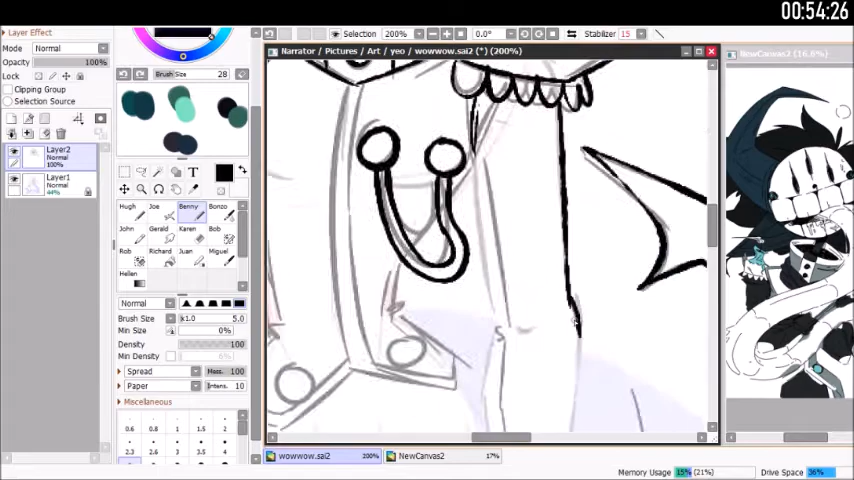 00:54:26
Layer Effect
Mode Normal
Opacity 100%
Lock
Clipping Group
Selection Source
Layer2
Normal
100%
Layer1
Normal
44%
Brush Size 28
T
Hugh Joe Benny Bonzo
John Gerald Karen Bob
Rob Richard Juan Miguel
Helen
Normal
Brush Size x1.0 5.0
Min Size 0%
Density 100
Min Density
Spread Mess. 100
Paper Intens. 10
Miscellaneous
0.6 0.8 1 1.5 2
2.3 2.6 3 3.5 4
Selection 200% 0.0° Stabilizer 15
Narrator / Pictures / Art / yeo / wowwow.sai2 (*) (200%)
NewCanvas2 (16.8%)
wowwow.sai2 200% NewCanvas2 17%
Memory Usage 15% (21%) Drive Space 36%